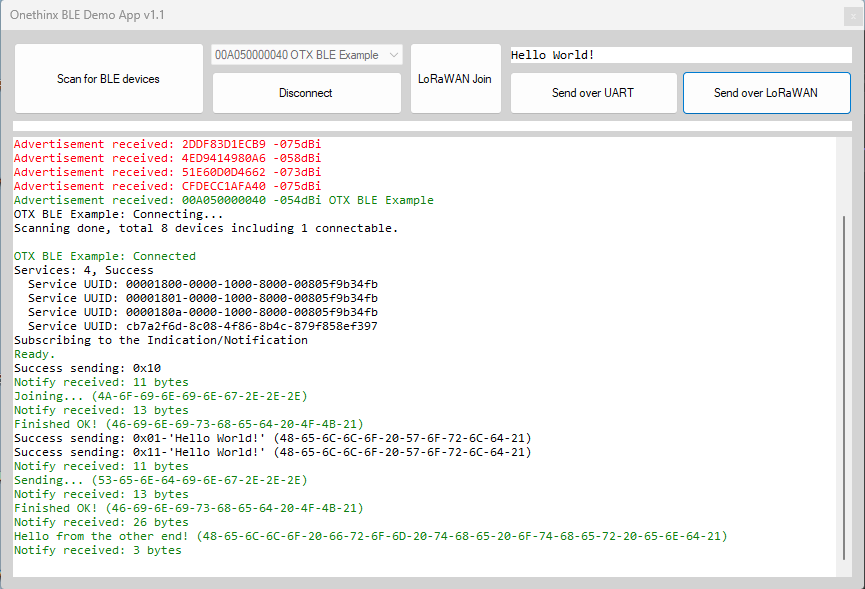 Onethinx BLE Demo App v1.1
x
Scan for BLE devices
00A050000040 OTX BLE Example
Disconnect
LoRaWAN Join
Hello World!
Send over UART
Send over LoRaWAN
Advertisement received: 2DDF83D1ECB9 -075dBi
Advertisement received: 4ED9414980A6 -058dBi
Advertisement received: 51E60D0D4662 -073dBi
Advertisement received: CFDECC1AFA40 -075dBi
Advertisement received: 00A050000040 -054dBi OTX BLE Example
OTX BLE Example: Connecting...
Scanning done, total 8 devices including 1 connectable.
OTX BLE Example: Connected
Services: 4, Success
Service UUID: 00001800-0000-1000-8000-00805f9b34fb
Service UUID: 00001801-0000-1000-8000-00805f9b34fb
Service UUID: 0000180a-0000-1000-8000-00805f9b34fb
Service UUID: cb7a2f6d-8c08-4f86-8b4c-879f858ef397
Subscribing to the Indication/Notification
Ready.
Success sending: 0x10
Notify received: 11 bytes
Joining... (4A-6F-69-6E-69-6E-67-2E-2E-2E)
Notify received: 13 bytes
Finished OK! (46-69-6E-69-73-68-65-64-20-4F-4B-21)
Success sending: 0x01-'Hello World!' (48-65-6C-6C-6F-20-57-6F-72-6C-64-21)
Success sending: 0x11-'Hello World!' (48-65-6C-6C-6F-20-57-6F-72-6C-64-21)
Notify received: 11 bytes
Sending... (53-65-6E-64-69-6E-67-2E-2E-2E)
Notify received: 13 bytes
Finished OK! (46-69-6E-69-73-68-65-64-20-4F-4B-21)
Notify received: 26 bytes
Hello from the other end! (48-65-6C-6C-6F-20-66-72-6F-6D-20-74-68-65-20-6F-74-68-65-72-20-65-6E-64-21)
Notify received: 3 bytes